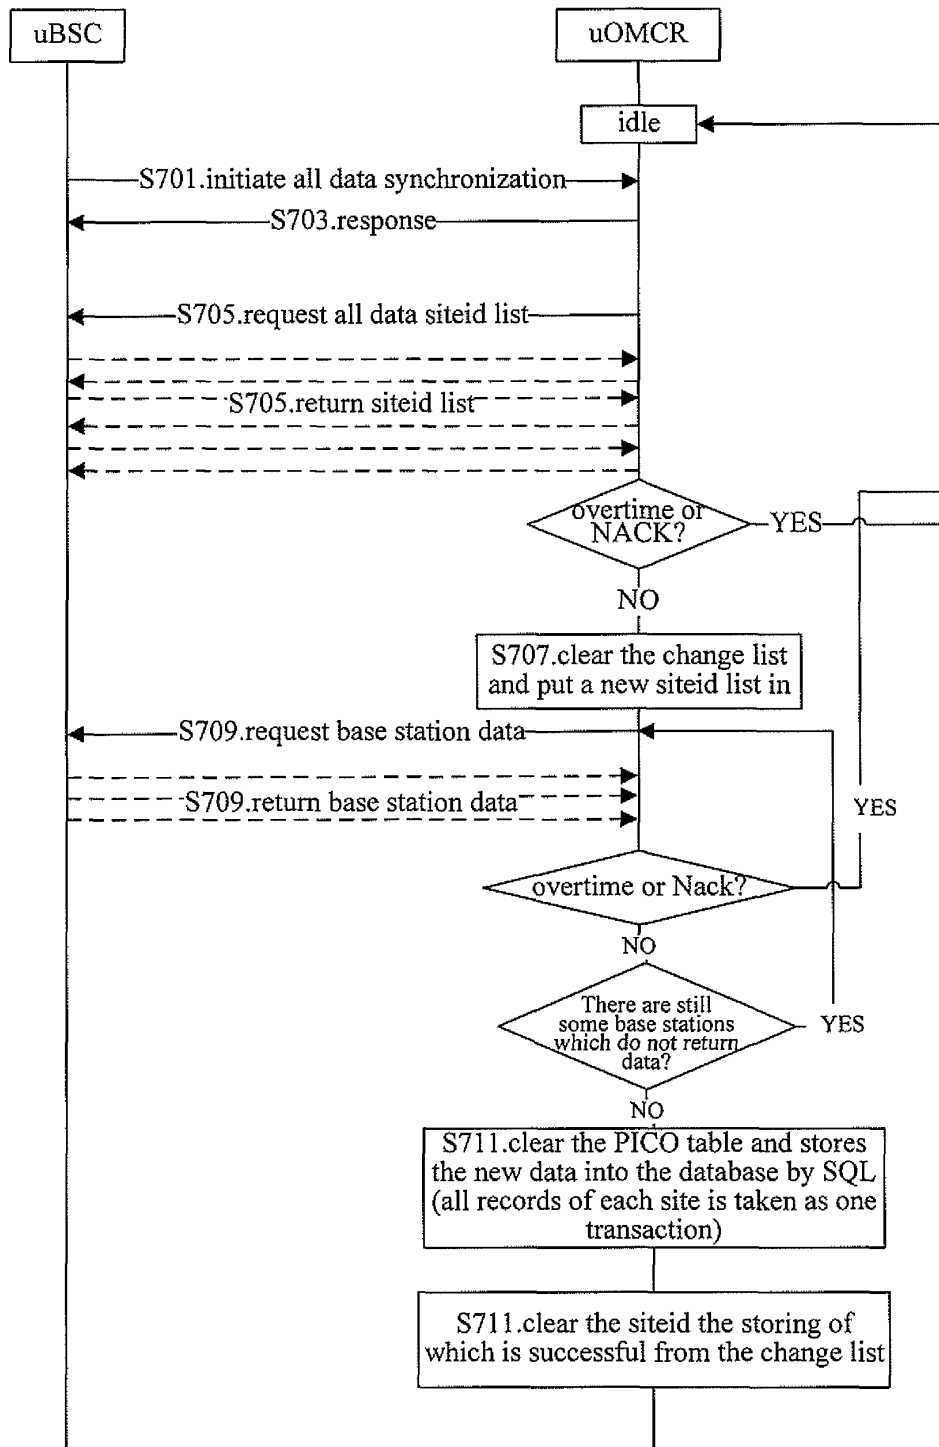 uBSC
uOMCR
idle
S701.initiate all data synchronization
S703.response
S705.request all data siteid list
S705.return siteid list
overtime or
NACK?
YES
NO
S707.clear the change list
and put a new siteid list in
S709.request base station data
S709.return base station data
YES
overtime or Nack?
NO
There are still
some base stations
which do not return
data?
YES
NO
S711.clear the PICO table and stores
the new data into the database by SQL
(all records of each site is taken as one
transaction)
S711.clear the siteid the storing of
which is successful from the change list